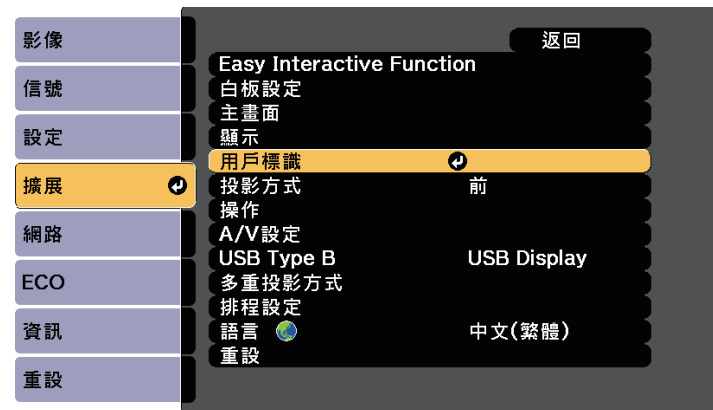 影像
信號
設定
擴展
網路
ECO
資訊
重設
返回
Easy Interactive Function
白板設定
主畫面
顯示
用戶標識
投影方式 前
操作
A/V設定
USB Type B USB Display
多重投影方式
排程設定
語言 中文(繁體)
重設